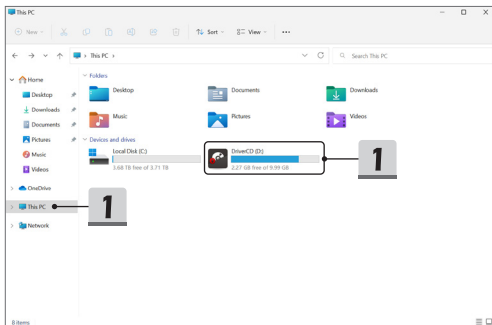 This PC
New
Sort
View
This PC
Search This PC
Home
Desktop
Downloads
Documents
Pictures
Music
Videos
OneDrive
This PC
Network
Folders
Desktop
Documents
Downloads
Music
Pictures
Videos
Devices and drives
Local Disk (C:)
3.68 TB free of 3.71 TB
DriverCD (D:)
2.27 GB free of 9.99 GB
1
1
8 items